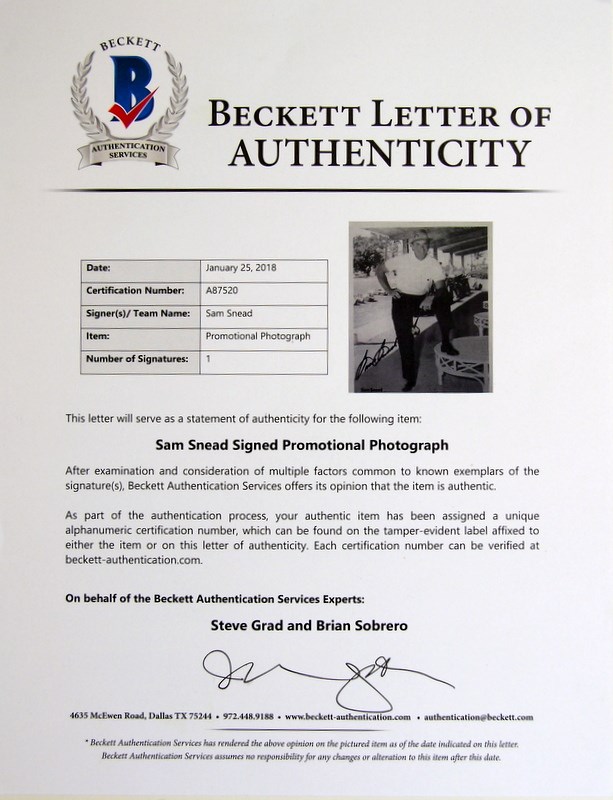 BECKETT
B
AUTHENTICATION
SERVICES
BECKETT LETTER OF
AUTHENTICITY
Date: January 25, 2018
Certification Number: A87520
Signer(s)/ Team Name: Sam Snead
Item: Promotional Photograph
Number of Signatures: 1
This letter will serve as a statement of authenticity for the following item:
Sam Snead Signed Promotional Photograph
After examination and consideration of multiple factors common to known exemplars of the
signature(s), Beckett Authentication Services offers its opinion that the item is authentic.
As part of the authentication process, your authentic item has been assigned a unique
alphanumeric certification number, which can be found on the tamper-evident label affixed to
either the item or on this letter of authenticity. Each certification number can be verified at
beckett-authentication.com.
On behalf of the Beckett Authentication Services Experts:
Steve Grad and Brian Sobrero
4635 McEwen Road, Dallas TX 75244 • 972.448.9188 • www.beckett-authentication.com • authentication@beckett.com
* Beckett Authentication Services has rendered the above opinion on the pictured item as of the date indicated on this letter.
Beckett Authentication Services assumes no responsibility for any changes or alteration to this item after this date.